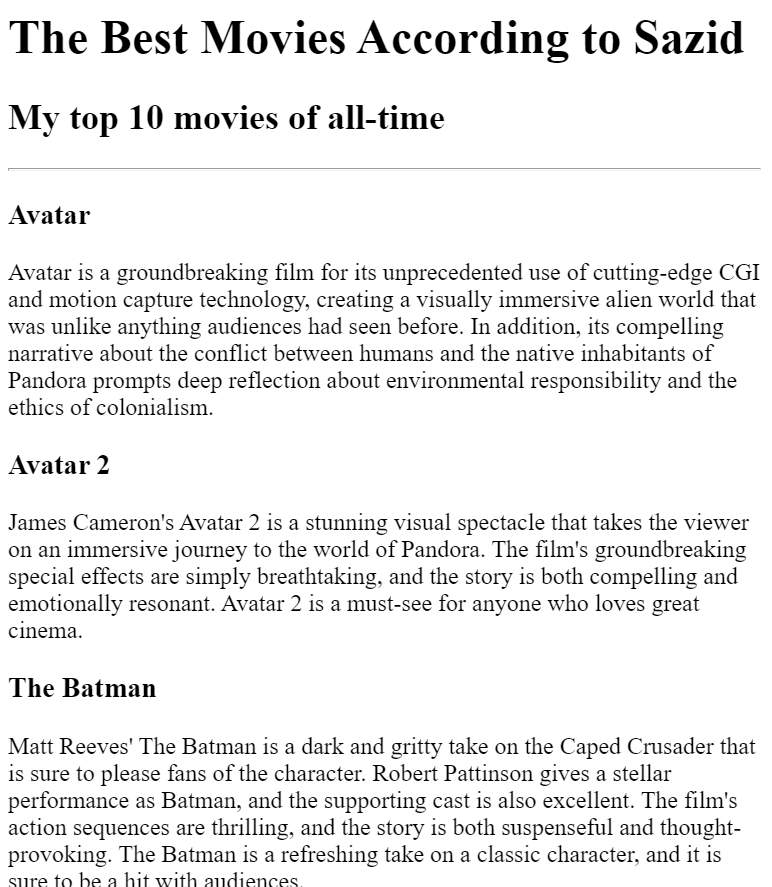 The Best Movies According to Sazid
My top 10 movies of all-time
Avatar
Avatar is a groundbreaking film for its unprecedented use of cutting-edge CGI
and motion capture technology, creating a visually immersive alien world that
was unlike anything audiences had seen before. In addition, its compelling
narrative about the conflict between humans and the native inhabitants of
Pandora prompts deep reflection about environmental responsibility and the
ethics of colonialism.
Avatar 2
James Cameron's Avatar 2 is a stunning visual spectacle that takes the viewer
on an immersive journey to the world of Pandora. The film's groundbreaking
special effects are simply breathtaking, and the story is both compelling and
emotionally resonant. Avatar 2 is a must-see for anyone who loves great
cinema.
The Batman
Matt Reeves' The Batman is a dark and gritty take on the Caped Crusader that
is sure to please fans of the character. Robert Pattinson gives a stellar
performance as Batman, and the supporting cast is also excellent. The film's
action sequences are thrilling, and the story is both suspenseful and thought-
provoking. The Batman is a refreshing take on a classic character, and it is
sure to be a hit with audiences.